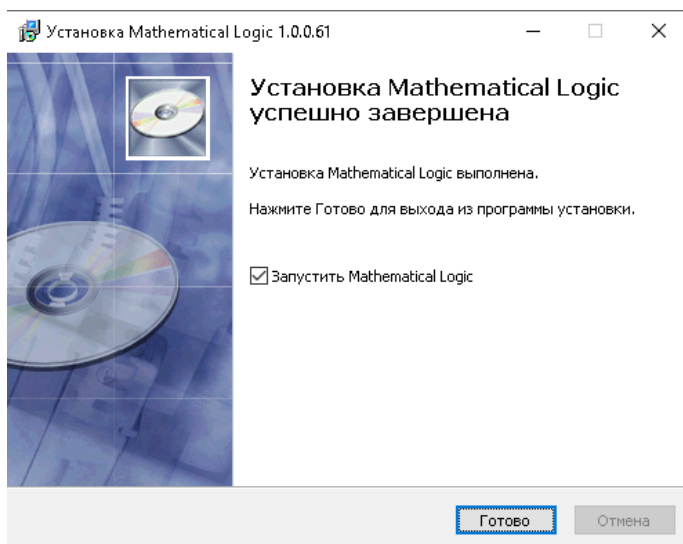 Установка Mathematical Logic 1.0.0.61
Установка Mathematical Logic
успешно завершена
Установка Mathematical Logic выполнена.
Нажмите Готово для выхода из программы установки.
Запустить Mathematical Logic
Готово
Отмена